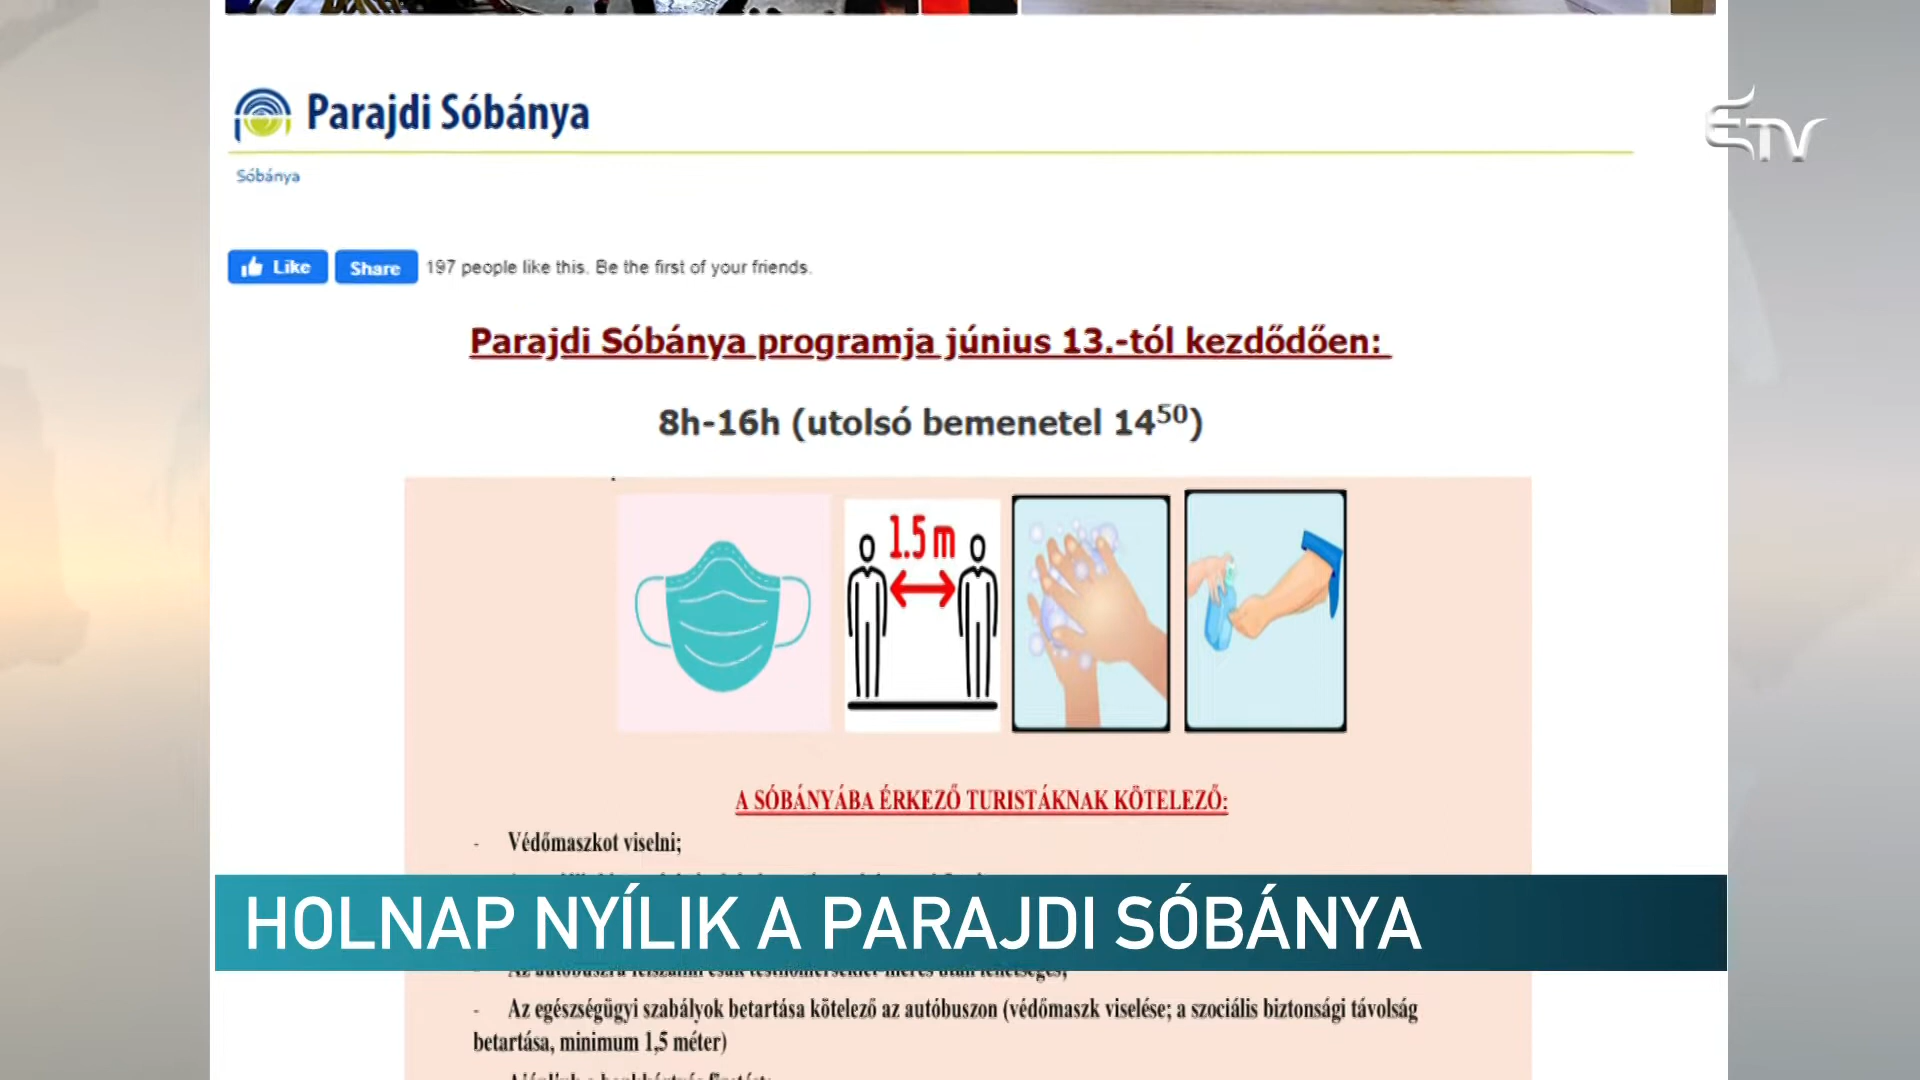 Parajdi Sóbánya
ÉTV
Sóbánya
Like Share 197 people like this. Be the first of your friends.
Parajdi Sóbánya programja június 13.-tól kezdődően:
8h-16h (utolsó bemenetel 14⁵⁰)
1.5 m
A SÓBÁNYÁBA ÉRKEZŐ TURISTÁKNAK KÖTELEZŐ:
- Védőmaszkot viselni;
HOLNAP NYÍLIK A PARAJDI SÓBÁNYA
- Az egészségügyi szabályok betartása kötelező az autóbuszon (védőmaszk viselése; a szociális biztonsági távolság
betartása, minimum 1,5 méter)